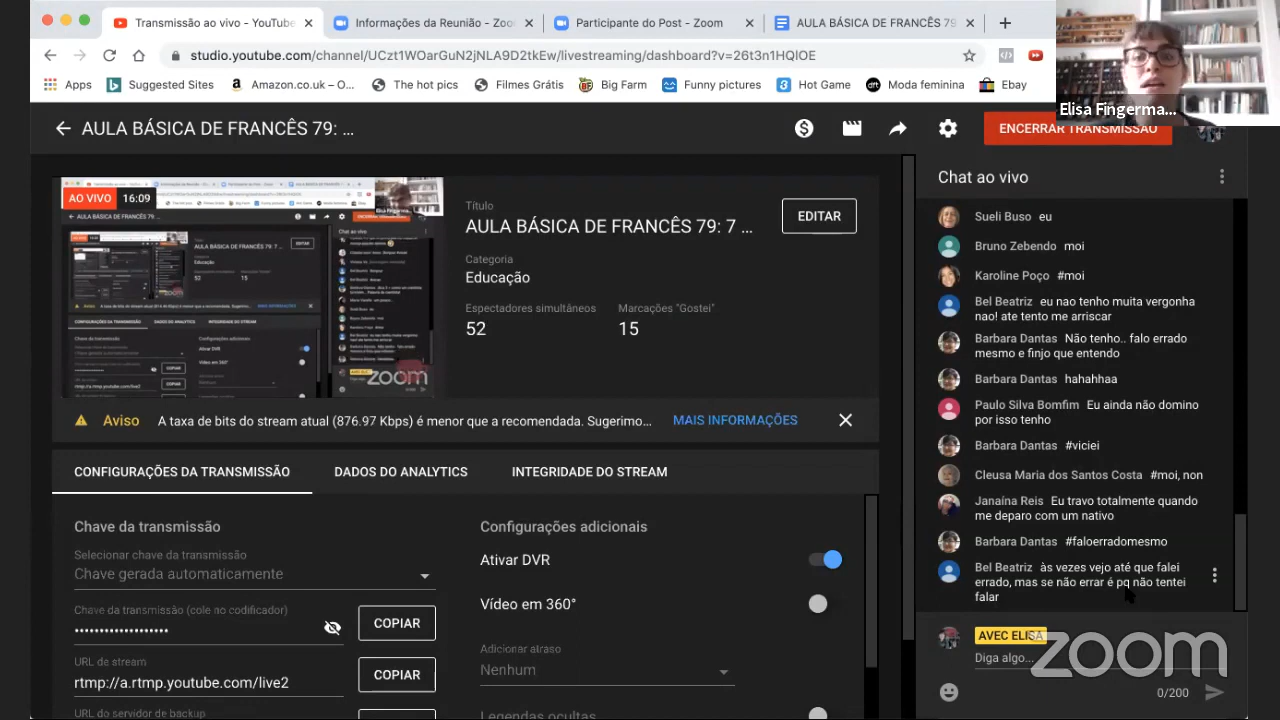 Transmissão ao vivo - YouTube
Informações da Reunião - Zoo
Participante do Post - Zoom
AULA BÁSICA DE FRANCÊS 79
studio.youtube.com/channel/UCzt1WOarGuN2jNLA9D2tkEw/livestreaming/dashboard?v=26t3n1HQIOE
Apps
Suggested Sites
Amazon.co.uk – O...
The hot pics
Filmes Grátis
Big Farm
Funny pictures
Hot Game
Moda feminina
Ebay
Elisa Fingerma...
AULA BÁSICA DE FRANCÊS 79: ...
ENCERRAR TRANSMISSÃO
AO VIVO 16:09
Título
AULA BÁSICA DE FRANCÊS 79: 7 ...
EDITAR
Categoria
Educação
Espectadores simultâneos
Marcações "Gostei"
52
15
Aviso
A taxa de bits do stream atual (876.97 Kbps) é menor que a recomendada. Sugerimo...
MAIS INFORMAÇÕES
CONFIGURAÇÕES DA TRANSMISSÃO
DADOS DO ANALYTICS
INTEGRIDADE DO STREAM
Chave da transmissão
Selecionar chave da transmissão
Chave gerada automaticamente
Chave da transmissão (cole no codificador)
COPIAR
URL de stream
rtmp://a.rtmp.youtube.com/live2
COPIAR
URL do servidor de backup
Configurações adicionais
Ativar DVR
Vídeo em 360°
Adicionar atraso
Nenhum
Legendas ocultas
Chat ao vivo
Sueli Buso eu
Bruno Zebendo moi
Karoline Poço #moi
Bel Beatriz eu nao tenho muita vergonha
nao! ate tento me arriscar
Barbara Dantas Não tenho.. falo errado
mesmo e finjo que entendo
Barbara Dantas hahahhaa
Paulo Silva Bomfim Eu ainda não domino
por isso tenho
Barbara Dantas #viciei
Cleusa Maria dos Santos Costa #moi, non
Janaína Reis Eu travo totalmente quando
me deparo com um nativo
Barbara Dantas #faloerradomesmo
Bel Beatriz às vezes vejo até que falei
errado, mas se não errar é pq não tentei
falar
AVEC ELISA
Diga algo...
zoom
0/200